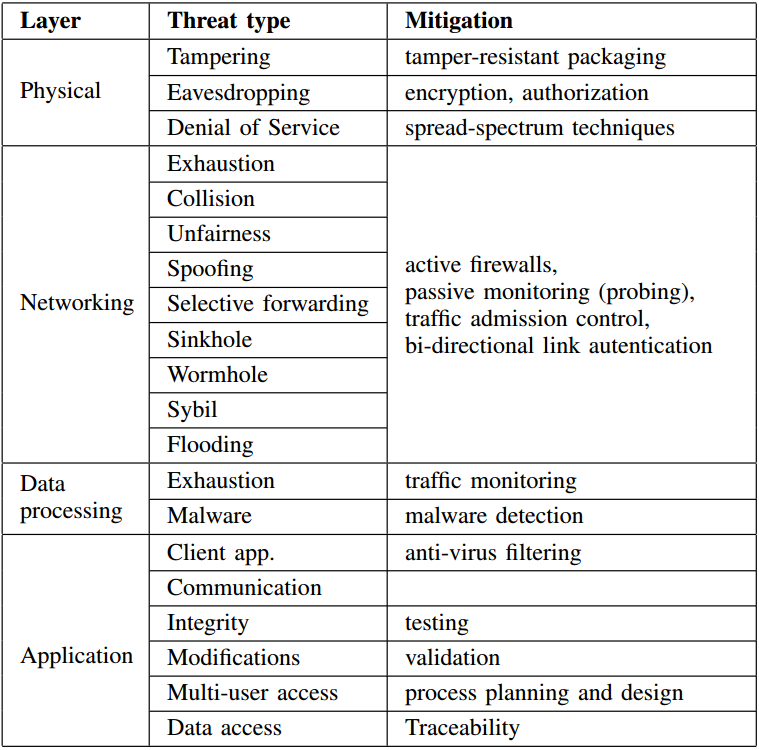 Layer Threat type Mitigation
Physical
Tampering tamper-resistant packaging
Eavesdropping encryption, authorization
Denial of Service spread-spectrum techniques
Networking
Exhaustion
Collision
Unfairness
Spoofing
Selective forwarding
Sinkhole
Wormhole
Sybil
Flooding
active firewalls,
passive monitoring (probing),
traffic admission control,
bi-directional link autentication
Data
processing
Exhaustion traffic monitoring
Malware malware detection
Application
Client app. anti-virus filtering
Communication
Integrity testing
Modifications validation
Multi-user access process planning and design
Data access Traceability